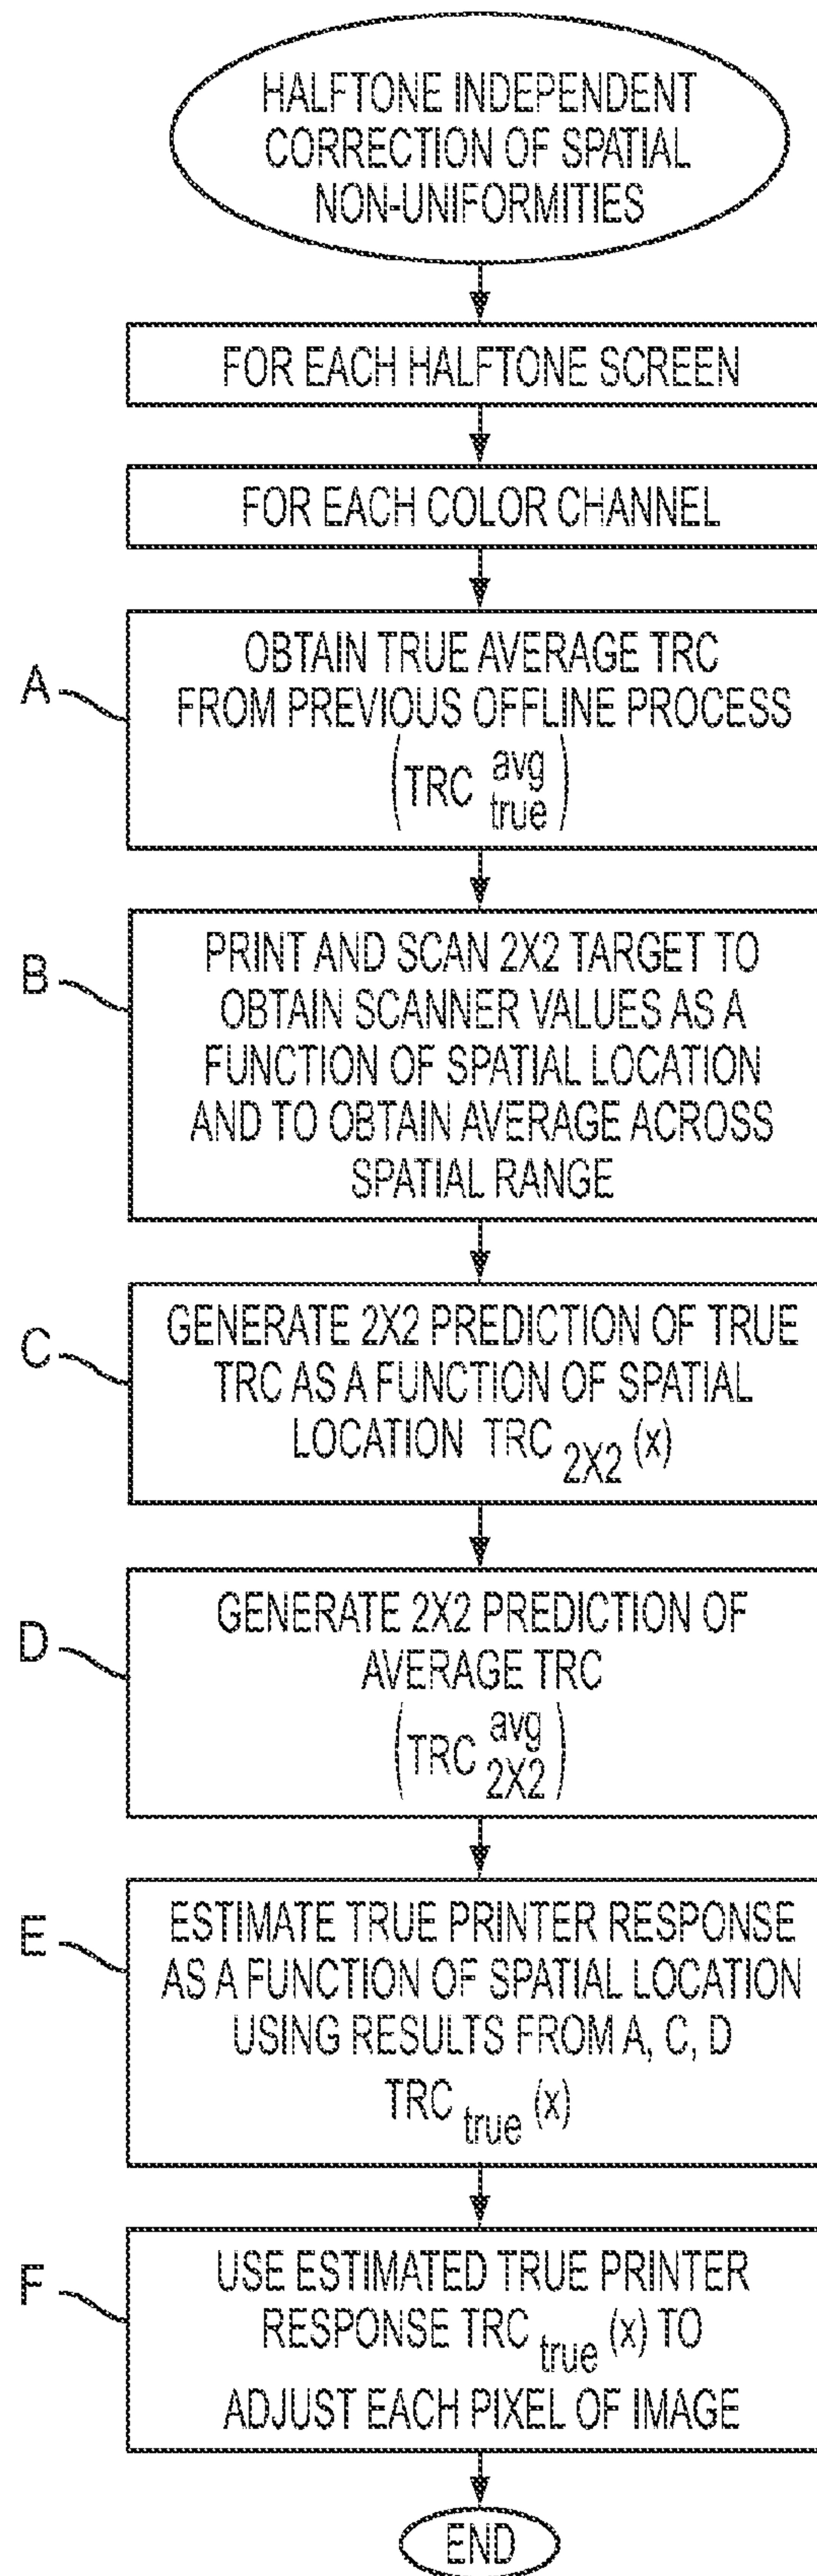 HALFTONE INDEPENDENT
CORRECTION OF SPATIAL
NON-UNIFORMITIES
FOR EACH HALFTONE SCREEN
FOR EACH COLOR CHANNEL
A
OBTAIN TRUE AVERAGE TRC
FROM PREVIOUS OFFLINE PROCESS
(TRC avg true)
B
PRINT AND SCAN 2X2 TARGET TO
OBTAIN SCANNER VALUES AS A
FUNCTION OF SPATIAL LOCATION
AND TO OBTAIN AVERAGE ACROSS
SPATIAL RANGE
C
GENERATE 2X2 PREDICTION OF TRUE
TRC AS A FUNCTION OF SPATIAL
LOCATION TRC 2X2 (x)
D
GENERATE 2X2 PREDICTION OF
AVERAGE TRC
(TRC avg 2X2)
E
ESTIMATE TRUE PRINTER RESPONSE
AS A FUNCTION OF SPATIAL LOCATION
USING RESULTS FROM A, C, D
TRC true (x)
F
USE ESTIMATED TRUE PRINTER
RESPONSE TRC true (x) TO
ADJUST EACH PIXEL OF IMAGE
END